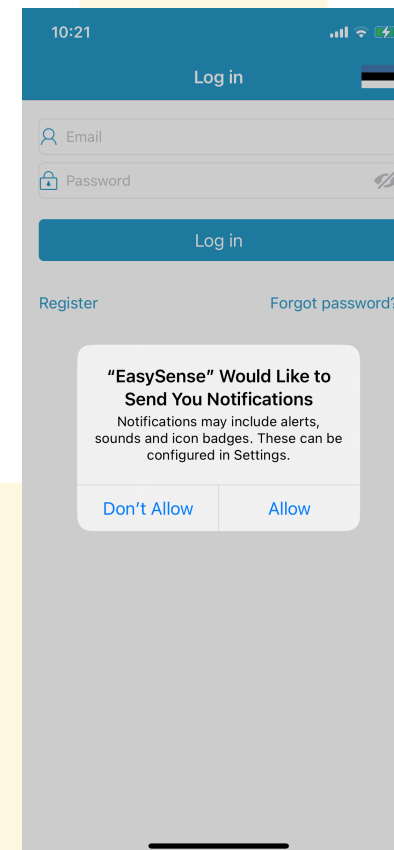 10:21
Log in
Email
Password
Log in
Register Forgot password?
“EasySense” Would Like to
Send You Notifications
Notifications may include alerts,
sounds and icon badges. These can be
configured in Settings.
Don’t Allow Allow